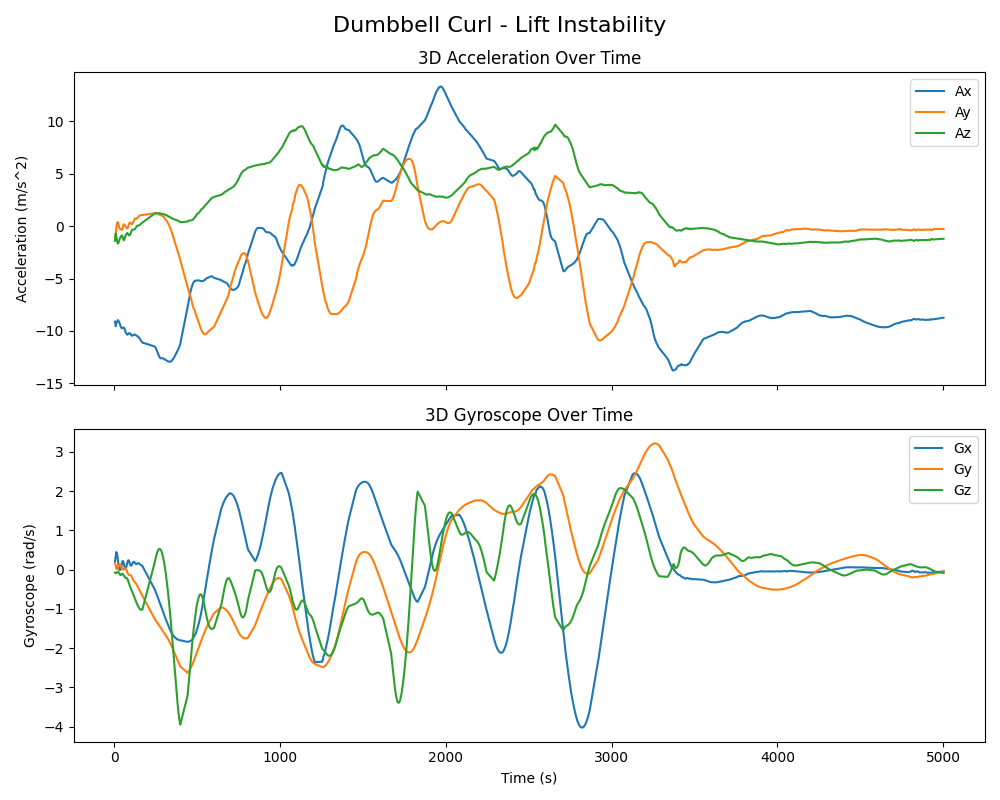 Dumbbell Curl - Lift Instability
3D Acceleration Over Time
Acceleration (m/s^2)
10
5
0
−5
−10
−15
Ax
Ay
Az
3D Gyroscope Over Time
Gyroscope (rad/s)
3
2
1
0
−1
−2
−3
−4
Gx
Gy
Gz
0
1000
2000
3000
4000
5000
Time (s)